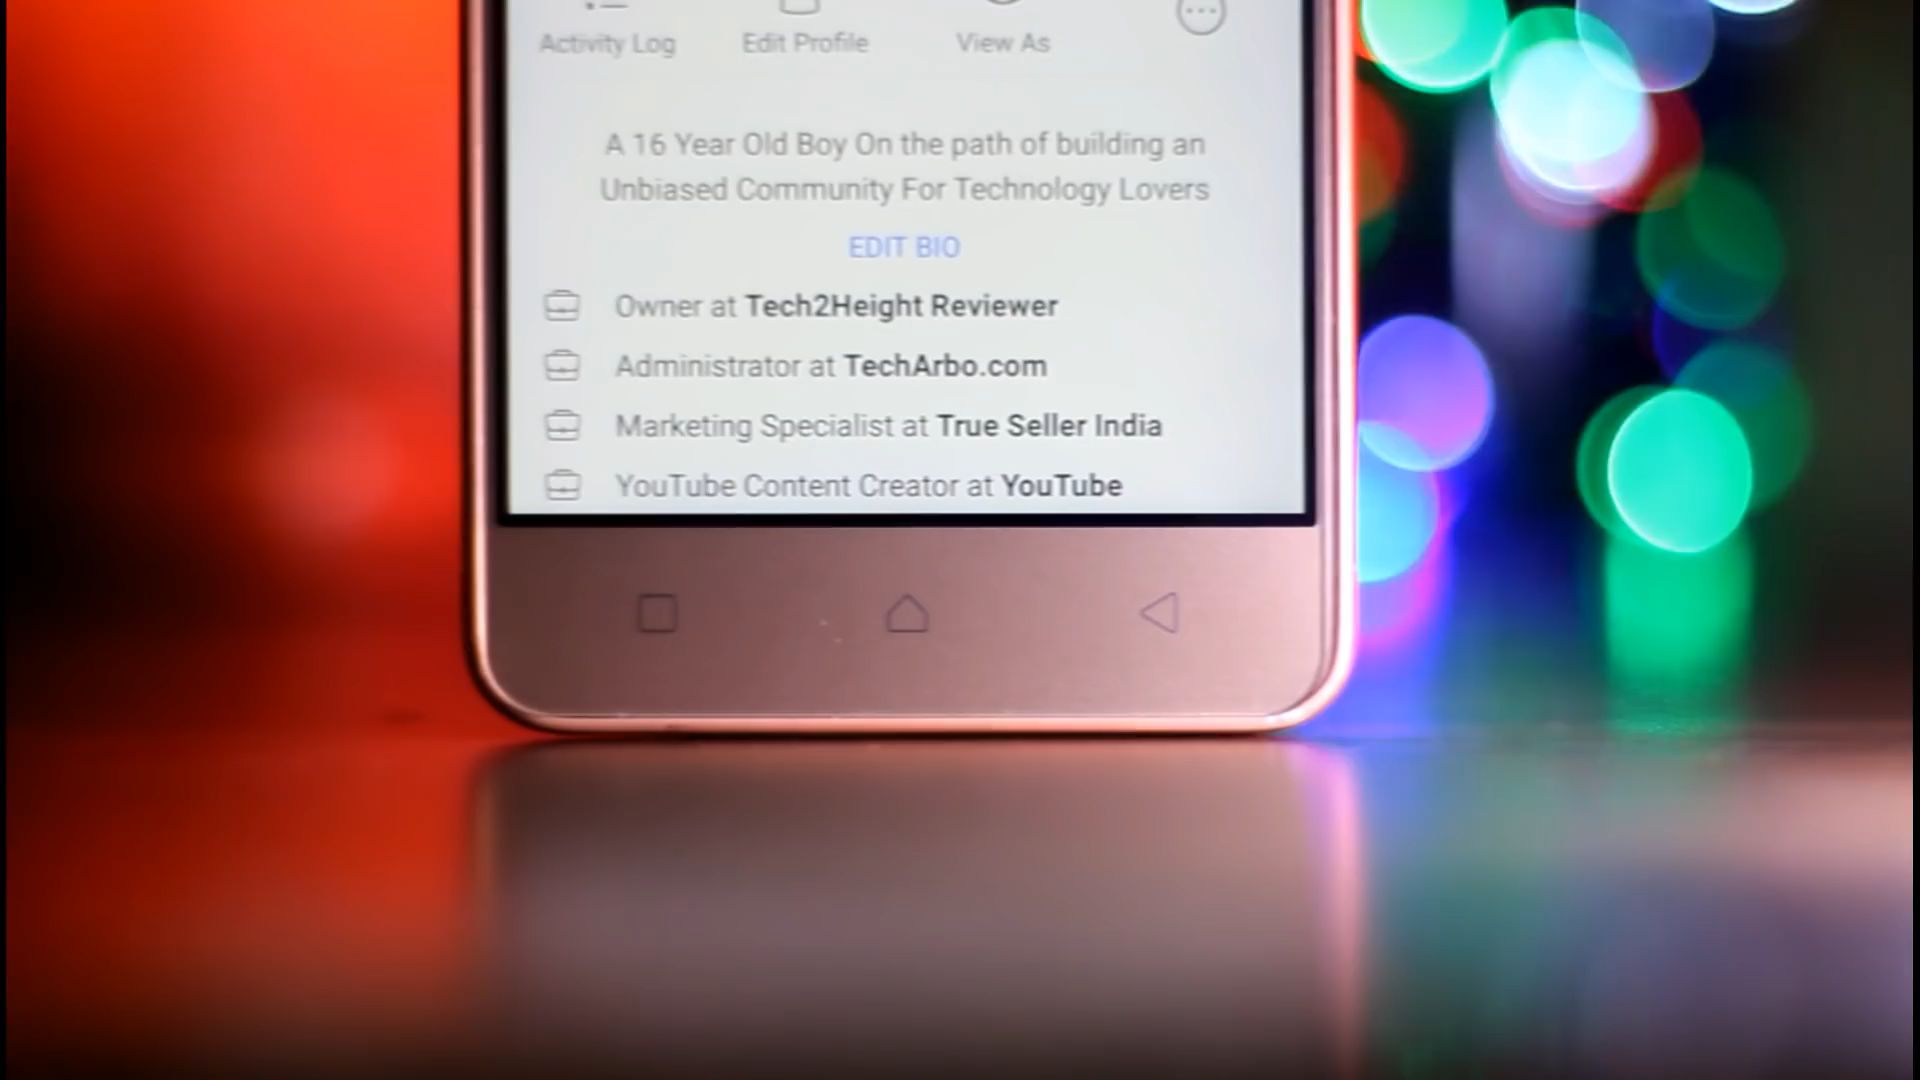 Activity Log Edit Profile View As
A 16 Year Old Boy On the path of building an
Unbiased Community For Technology Lovers
EDIT BIO
Owner at Tech2Height Reviewer
Administrator at TechArbo.com
Marketing Specialist at True Seller India
YouTube Content Creator at YouTube